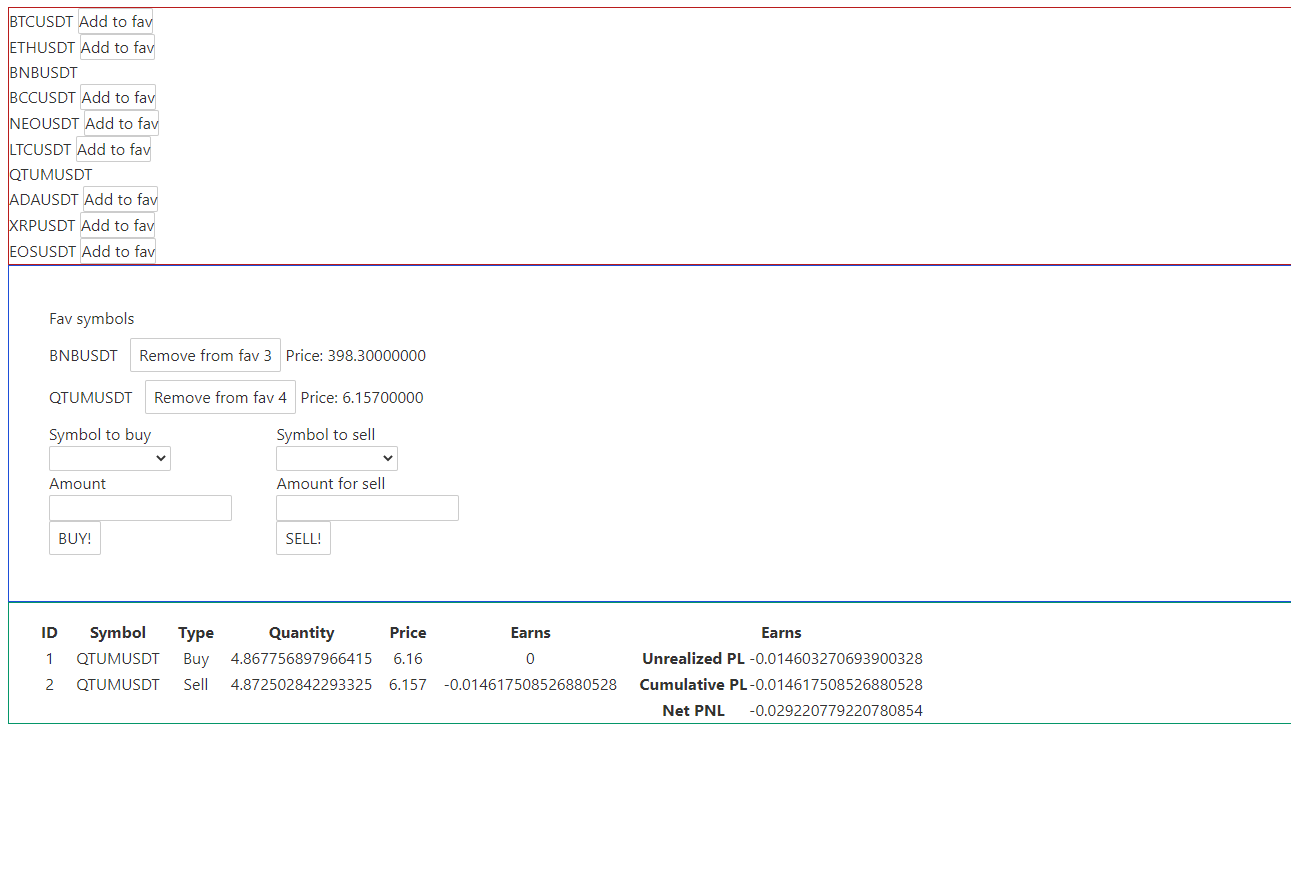 BTCUSDT Add to fav
ETHUSDT Add to fav
BNBUSDT
BCCUSDT Add to fav
NEOUSDT Add to fav
LTCUSDT Add to fav
QTUMUSDT
ADAUSDT Add to fav
XRPUSDT Add to fav
EOSUSDT Add to fav
Fav symbols
BNBUSDT Remove from fav 3 Price: 398.30000000
QTUMUSDT Remove from fav 4 Price: 6.15700000
Symbol to buy Symbol to sell
Amount Amount for sell
BUY! SELL!
ID Symbol Type Quantity Price Earns Earns
1 QTUMUSDT Buy 4.867756897966415 6.16 0 Unrealized PL -0.014603270693900328
2 QTUMUSDT Sell 4.872502842293325 6.157 -0.014617508526880528 Cumulative PL -0.014617508526880528
Net PNL -0.029220779220780854